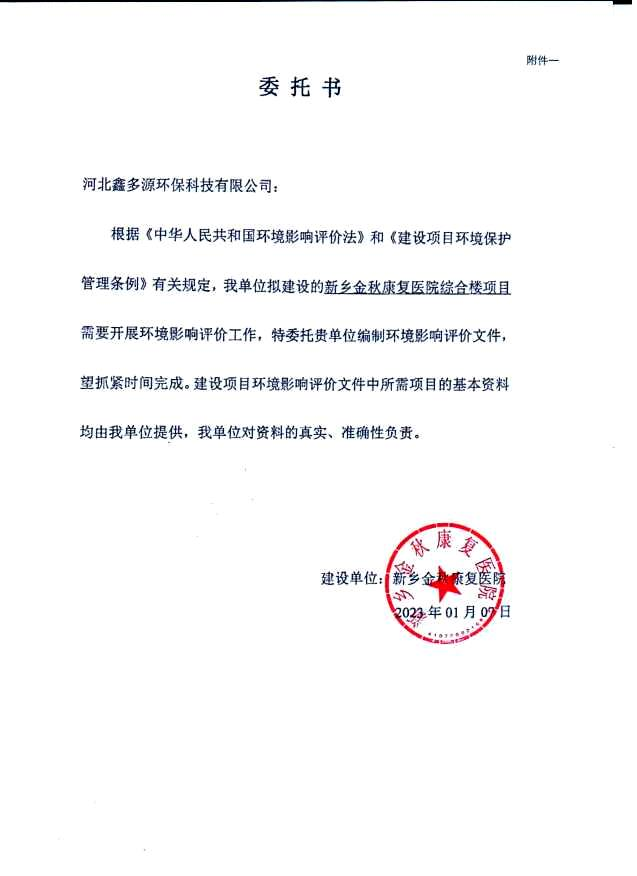 附件一
委托书
河北鑫多源环保科技有限公司：
根据《中华人民共和国环境影响评价法》和《建设项目环境保护
管理条例》有关规定，我单位拟建设的新乡金秋康复医院综合楼项目
需要开展环境影响评价工作，特委托贵单位编制环境影响评价文件，
望抓紧时间完成。建设项目环境影响评价文件中所需项目的基本资料
均由我单位提供，我单位对资料的真实、准确性负责。
建设单位：新乡金秋康复医院
2023年01月07日
新乡金秋康复医院